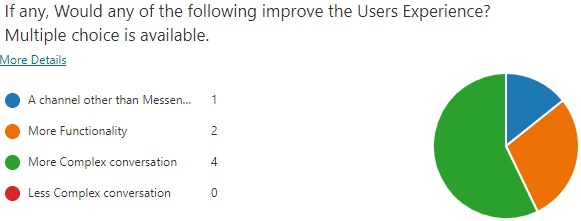 If any, Would any of the following improve the Users Experience?
Multiple choice is available.
More Details
A channel other than Messen... 1
More Functionality 2
More Complex conversation 4
Less Complex conversation 0